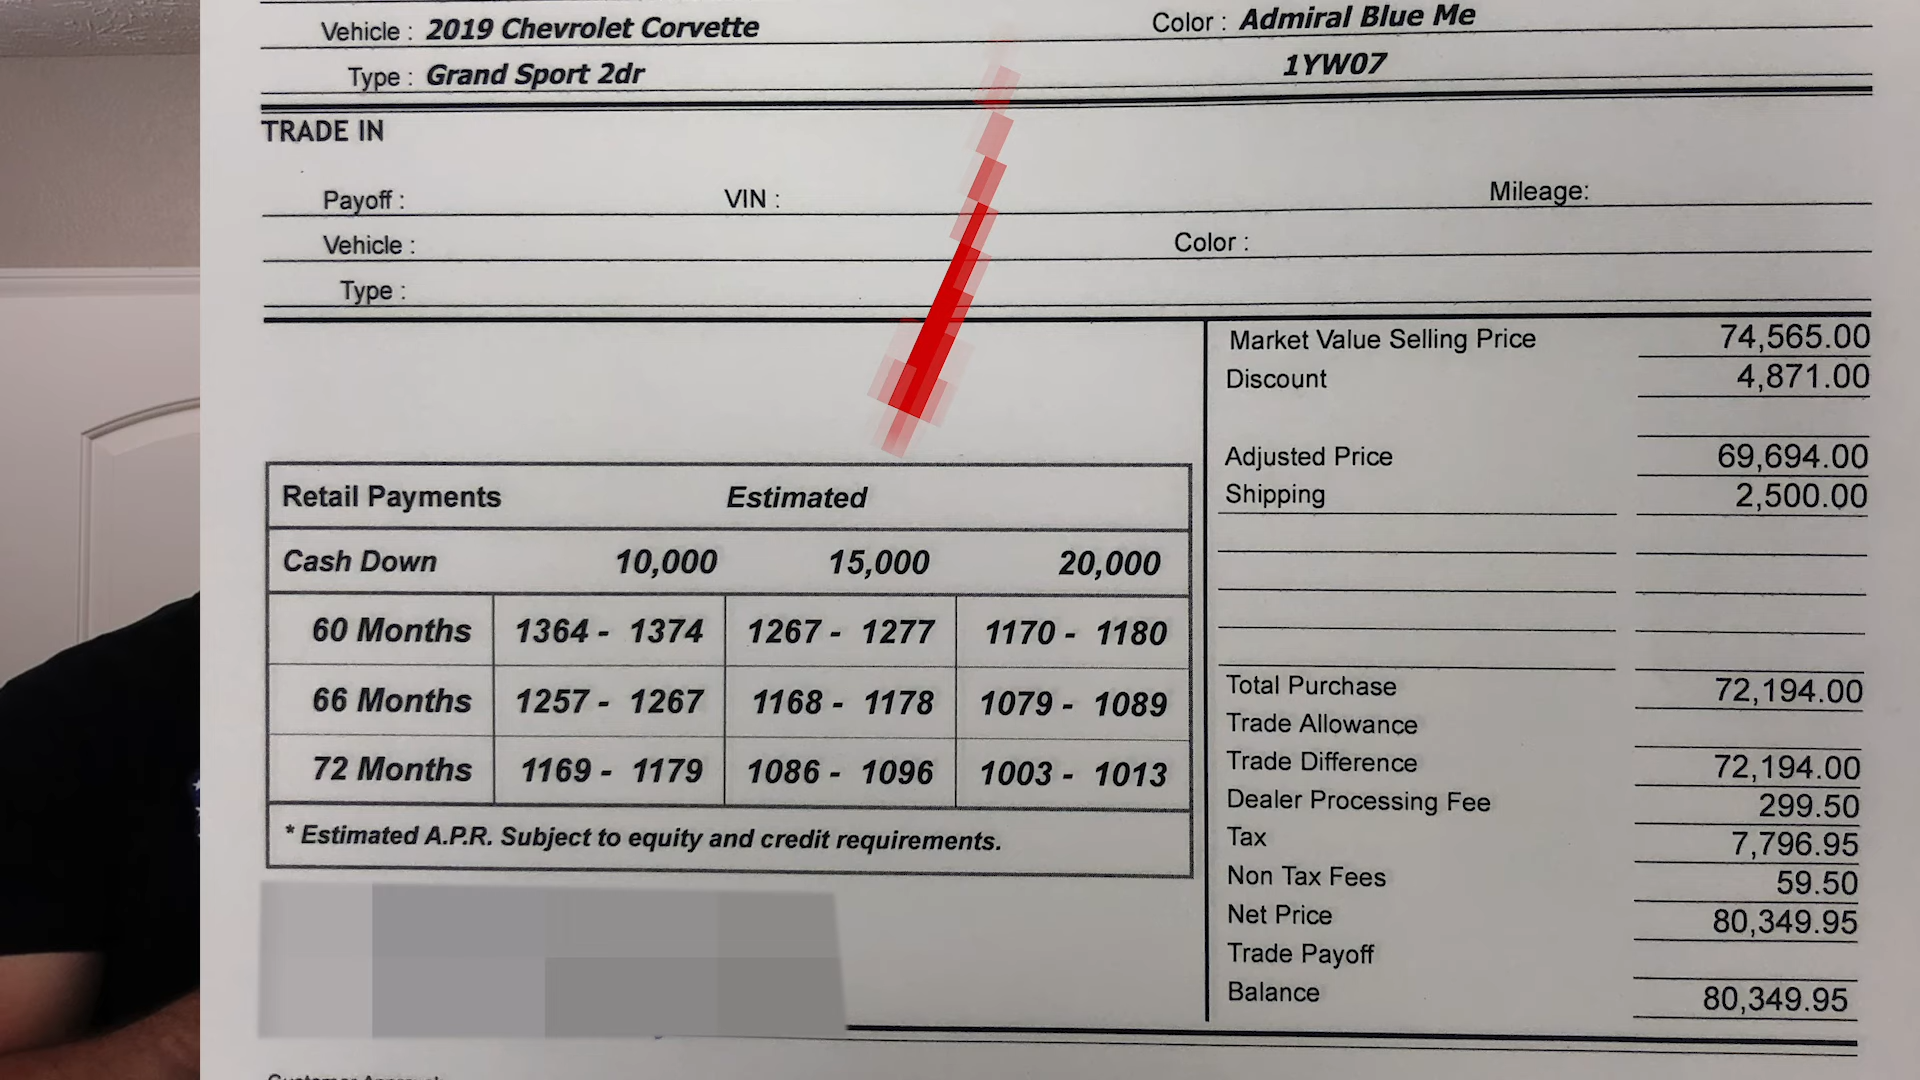 Vehicle : 2019 Chevrolet Corvette Color : Admiral Blue Me
Type : Grand Sport 2dr 1YW07
TRADE IN
Payoff : VIN : Mileage:
Vehicle : Color :
Type :
Market Value Selling Price 74,565.00
Discount 4,871.00
Adjusted Price 69,694.00
Shipping 2,500.00
Retail Payments Estimated
Cash Down 10,000 15,000 20,000
60 Months 1364 - 1374 1267 - 1277 1170 - 1180
66 Months 1257 - 1267 1168 - 1178 1079 - 1089
72 Months 1169 - 1179 1086 - 1096 1003 - 1013
* Estimated A.P.R. Subject to equity and credit requirements.
Total Purchase 72,194.00
Trade Allowance
Trade Difference 72,194.00
Dealer Processing Fee 299.50
Tax 7,796.95
Non Tax Fees 59.50
Net Price 80,349.95
Trade Payoff
Balance 80,349.95